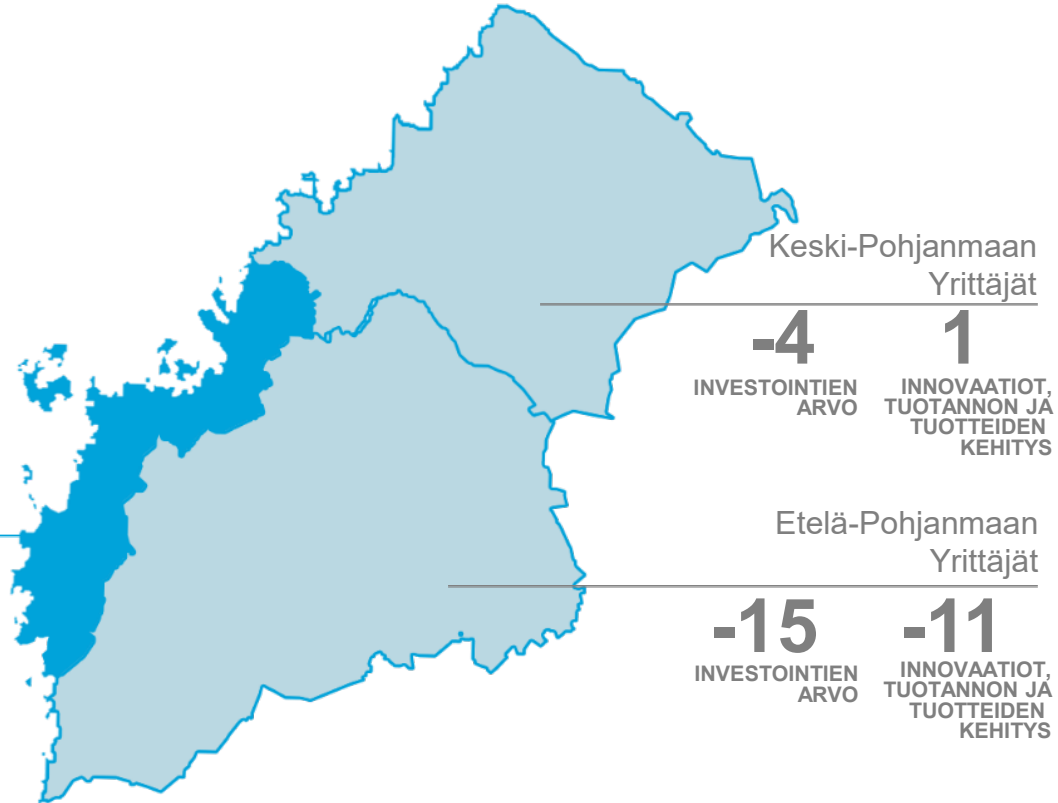 Keski-Pohjanmaan
Yrittäjät
-4
1
INVESTOINTIEN
ARVO
INNOVAATIOT,
TUOTANNON JA
TUOTTEIDEN
KEHITYS
Etelä-Pohjanmaan
Yrittäjät
-15
-11
INVESTOINTIEN
ARVO
INNOVAATIOT,
TUOTANNON JA
TUOTTEIDEN
KEHITYS